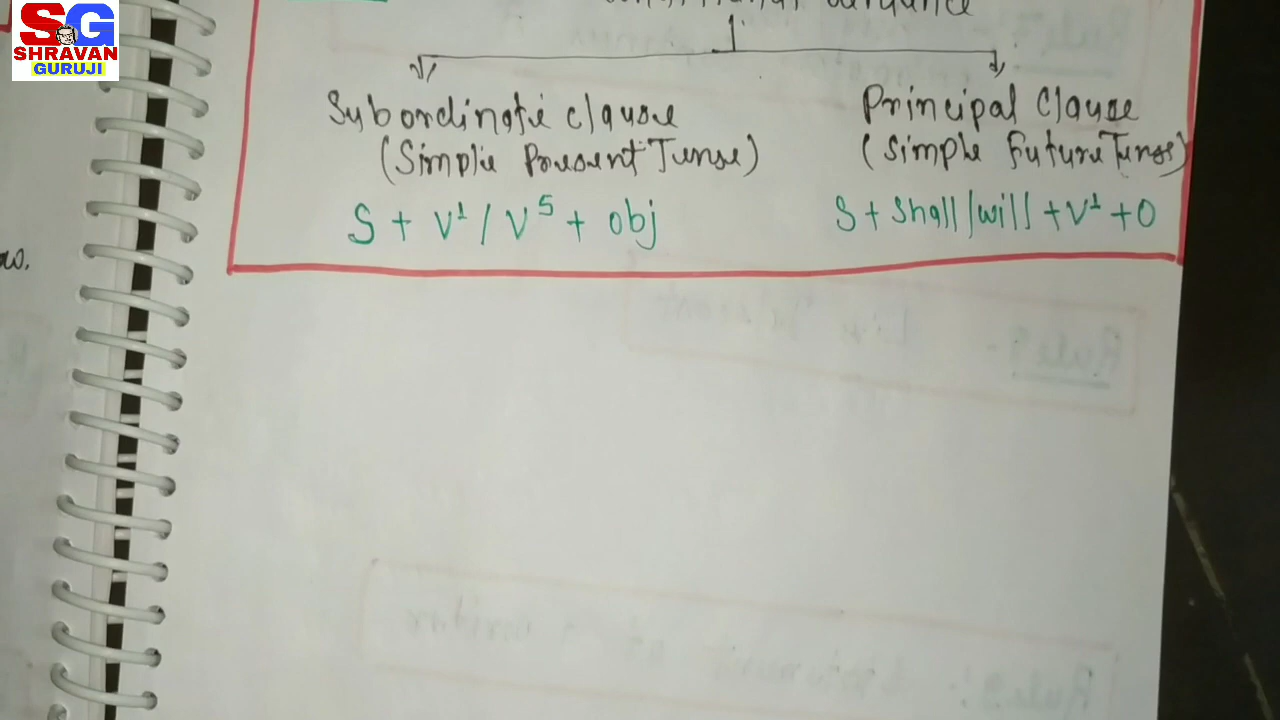 SG
SHRAVAN
GURUJI
Subordinate clause
Principal Clause
(Simple Present Tense)
(Simple Future Tense)
S + V¹ / V⁵ + obj
S + Shall/will + V¹ + O